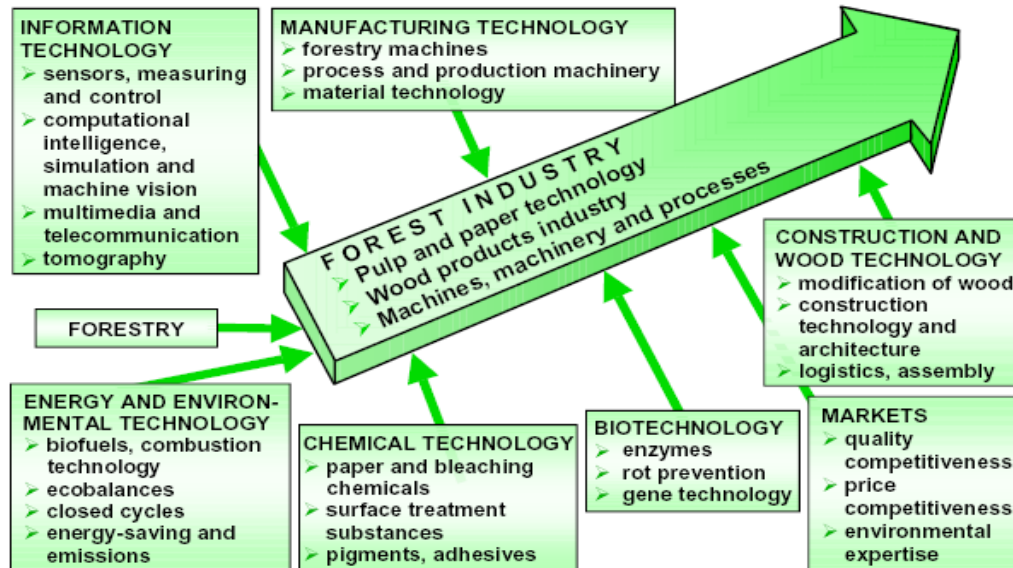 INFORMATION
TECHNOLOGY
➢ sensors, measuring
and control
➢ computational
intelligence,
simulation and
machine vision
➢ multimedia and
telecommunication
➢ tomography
MANUFACTURING TECHNOLOGY
➢ forestry machines
➢ process and production machinery
➢ material technology
FOREST INDUSTRY
➢ Pulp and paper technology
➢ Wood products industry
➢ Machines, machinery and processes
FORESTRY
CONSTRUCTION AND
WOOD TECHNOLOGY
➢ modification of wood
➢ construction
technology and
architecture
➢ logistics, assembly
ENERGY AND ENVIRON-
MENTAL TECHNOLOGY
➢ biofuels, combustion
technology
➢ ecobalances
➢ closed cycles
➢ energy-saving and
emissions
CHEMICAL TECHNOLOGY
➢ paper and bleaching
chemicals
➢ surface treatment
substances
➢ pigments, adhesives
BIOTECHNOLOGY
➢ enzymes
➢ rot prevention
➢ gene technology
MARKETS
➢ quality
competitiveness
➢ price
competitiveness
➢ environmental
expertise